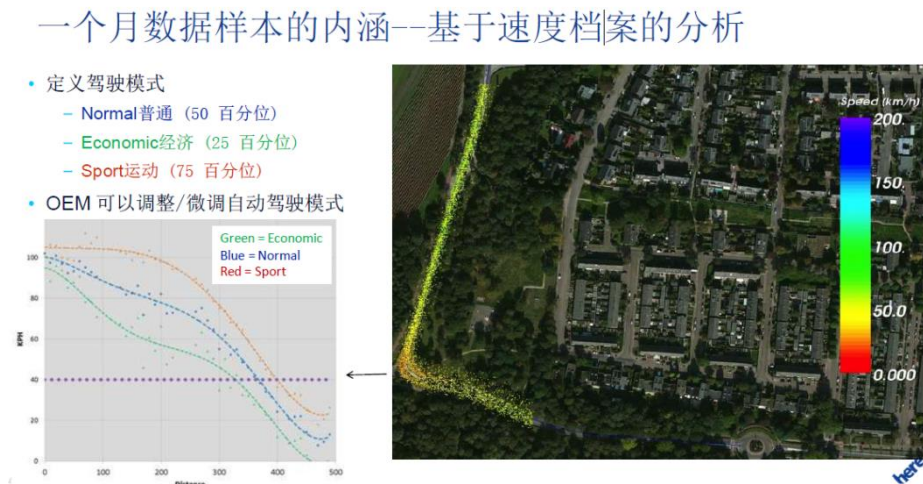 一个月数据样本的内涵--基于速度档案的分析
• 定义驾驶模式
– Normal普通 (50 百分位)
– Economic经济 (25 百分位)
– Sport运动 (75 百分位)
• OEM 可以调整/微调自动驾驶模式
Green = Economic
Blue = Normal
Red = Sport
KPH
100
80
60
40
20
0
0 100 200 300 400 500
Distance
Speed (km/h)
200.
150.
100.
50.0
0.000
here